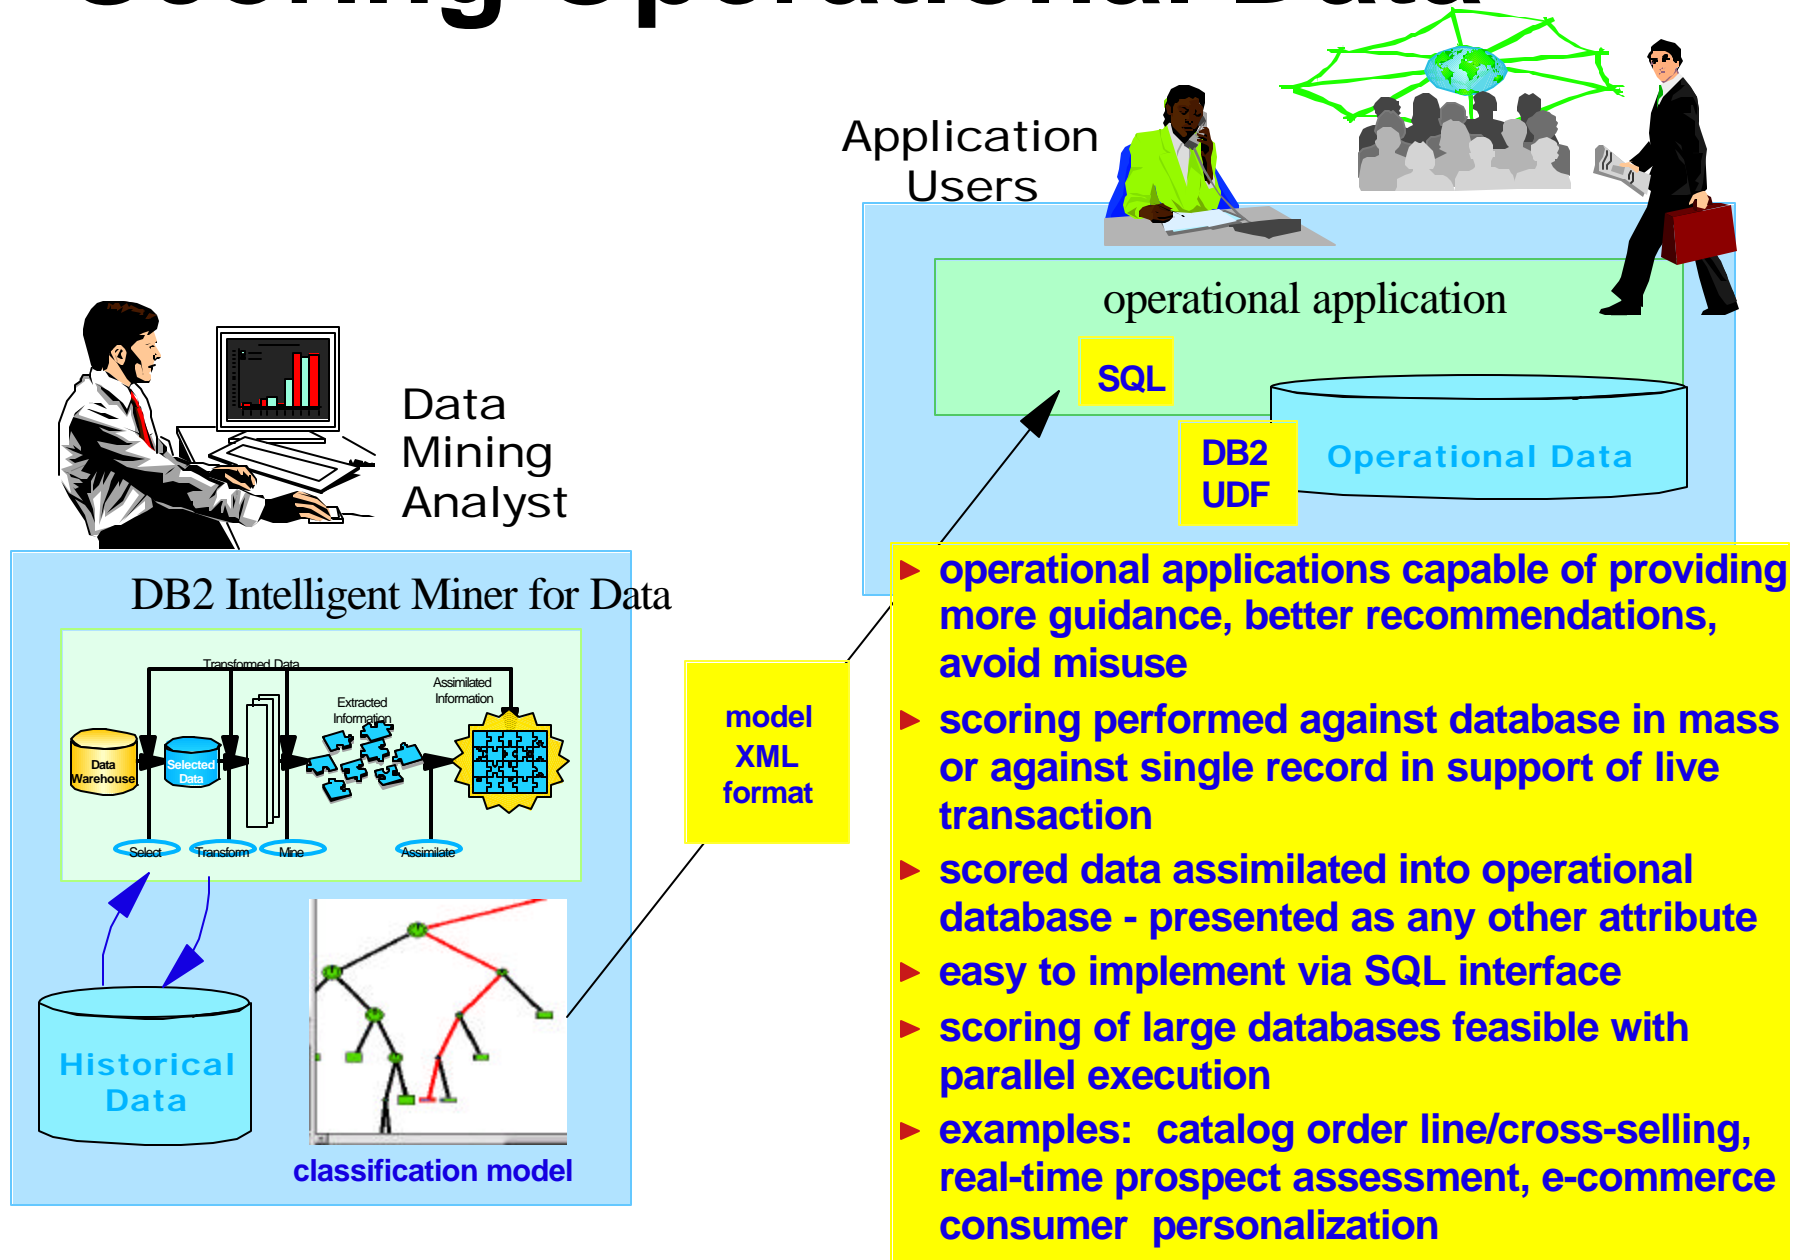 Scoring Operational Data
Application
Users
operational application
SQL
DB2
UDF
Operational Data
Data
Mining
Analyst
DB2 Intelligent Miner for Data
Transformed Data
Extracted
Information
Assimilated
Information
Data
Warehouse
Selected
Data
Select
Transform
Mine
Assimilate
Historical
Data
classification model
model
XML
format
operational applications capable of providing
more guidance, better recommendations,
avoid misuse
scoring performed against database in mass
or against single record in support of live
transaction
scored data assimilated into operational
database - presented as any other attribute
easy to implement via SQL interface
scoring of large databases feasible with
parallel execution
examples: catalog order line/cross-selling,
real-time prospect assessment, e-commerce
consumer personalization